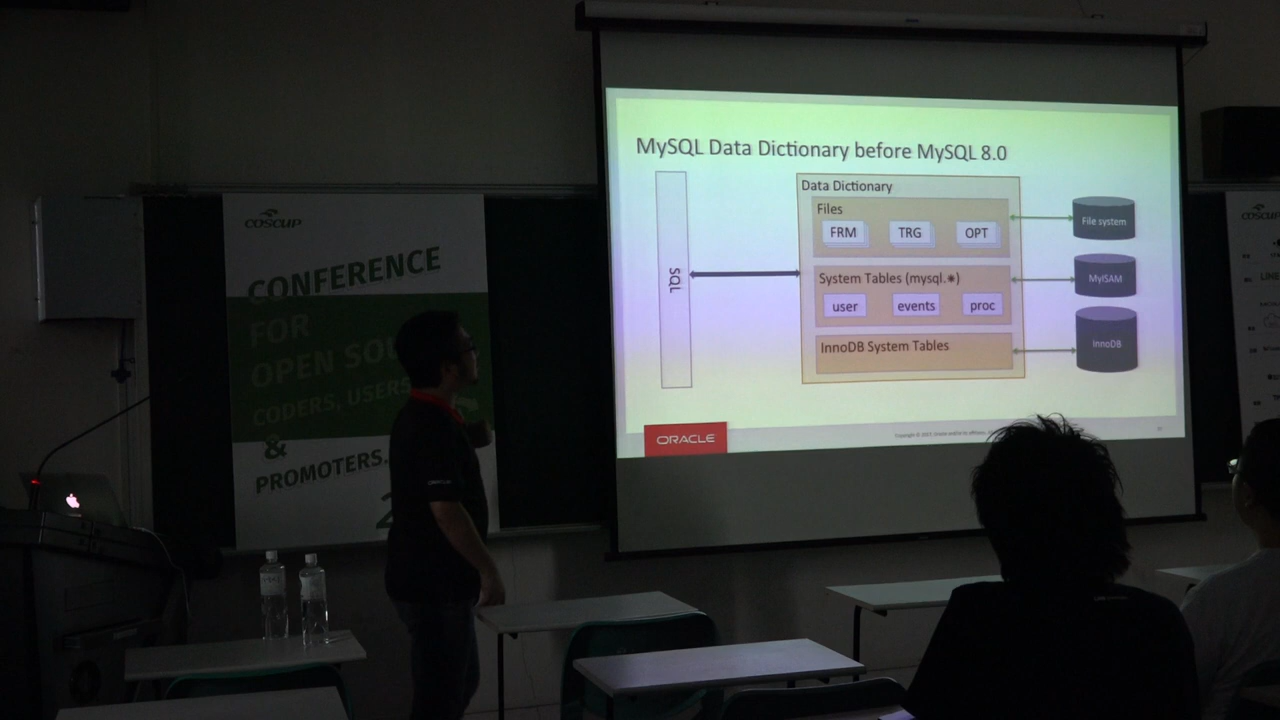 COSCUP
CONFERENCE
FOR
OPEN
CODERS, USERS
&
PROMOTERS.
2
MySQL Data Dictionary before MySQL 8.0
SQL
Data Dictionary
Files
FRM
TRG
OPT
System Tables (mysql.*)
user
events
proc
InnoDB System Tables
File system
MyISAM
InnoDB
ORACLE
COSCUP